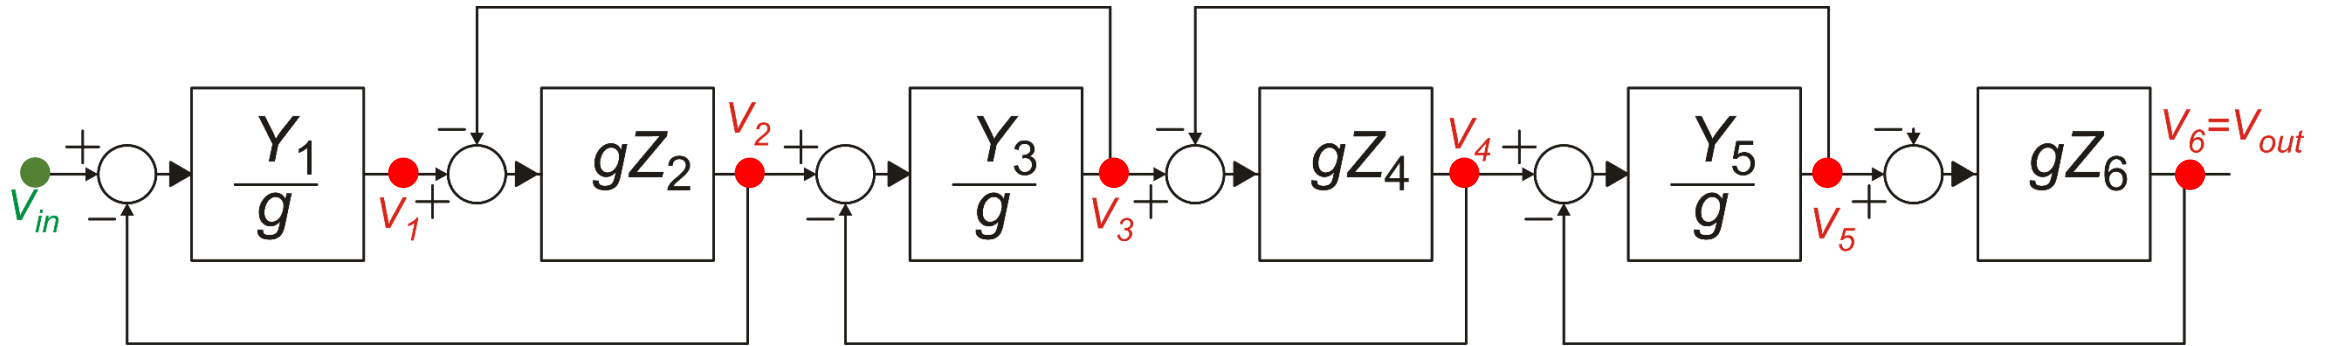 +
−
V_in
Y_1
g
V_1
−
+
gZ_2
V_2
+
−
Y_3
g
V_3
−
+
gZ_4
V_4
+
−
Y_5
g
V_5
−
+
gZ_6
V_6=V_out